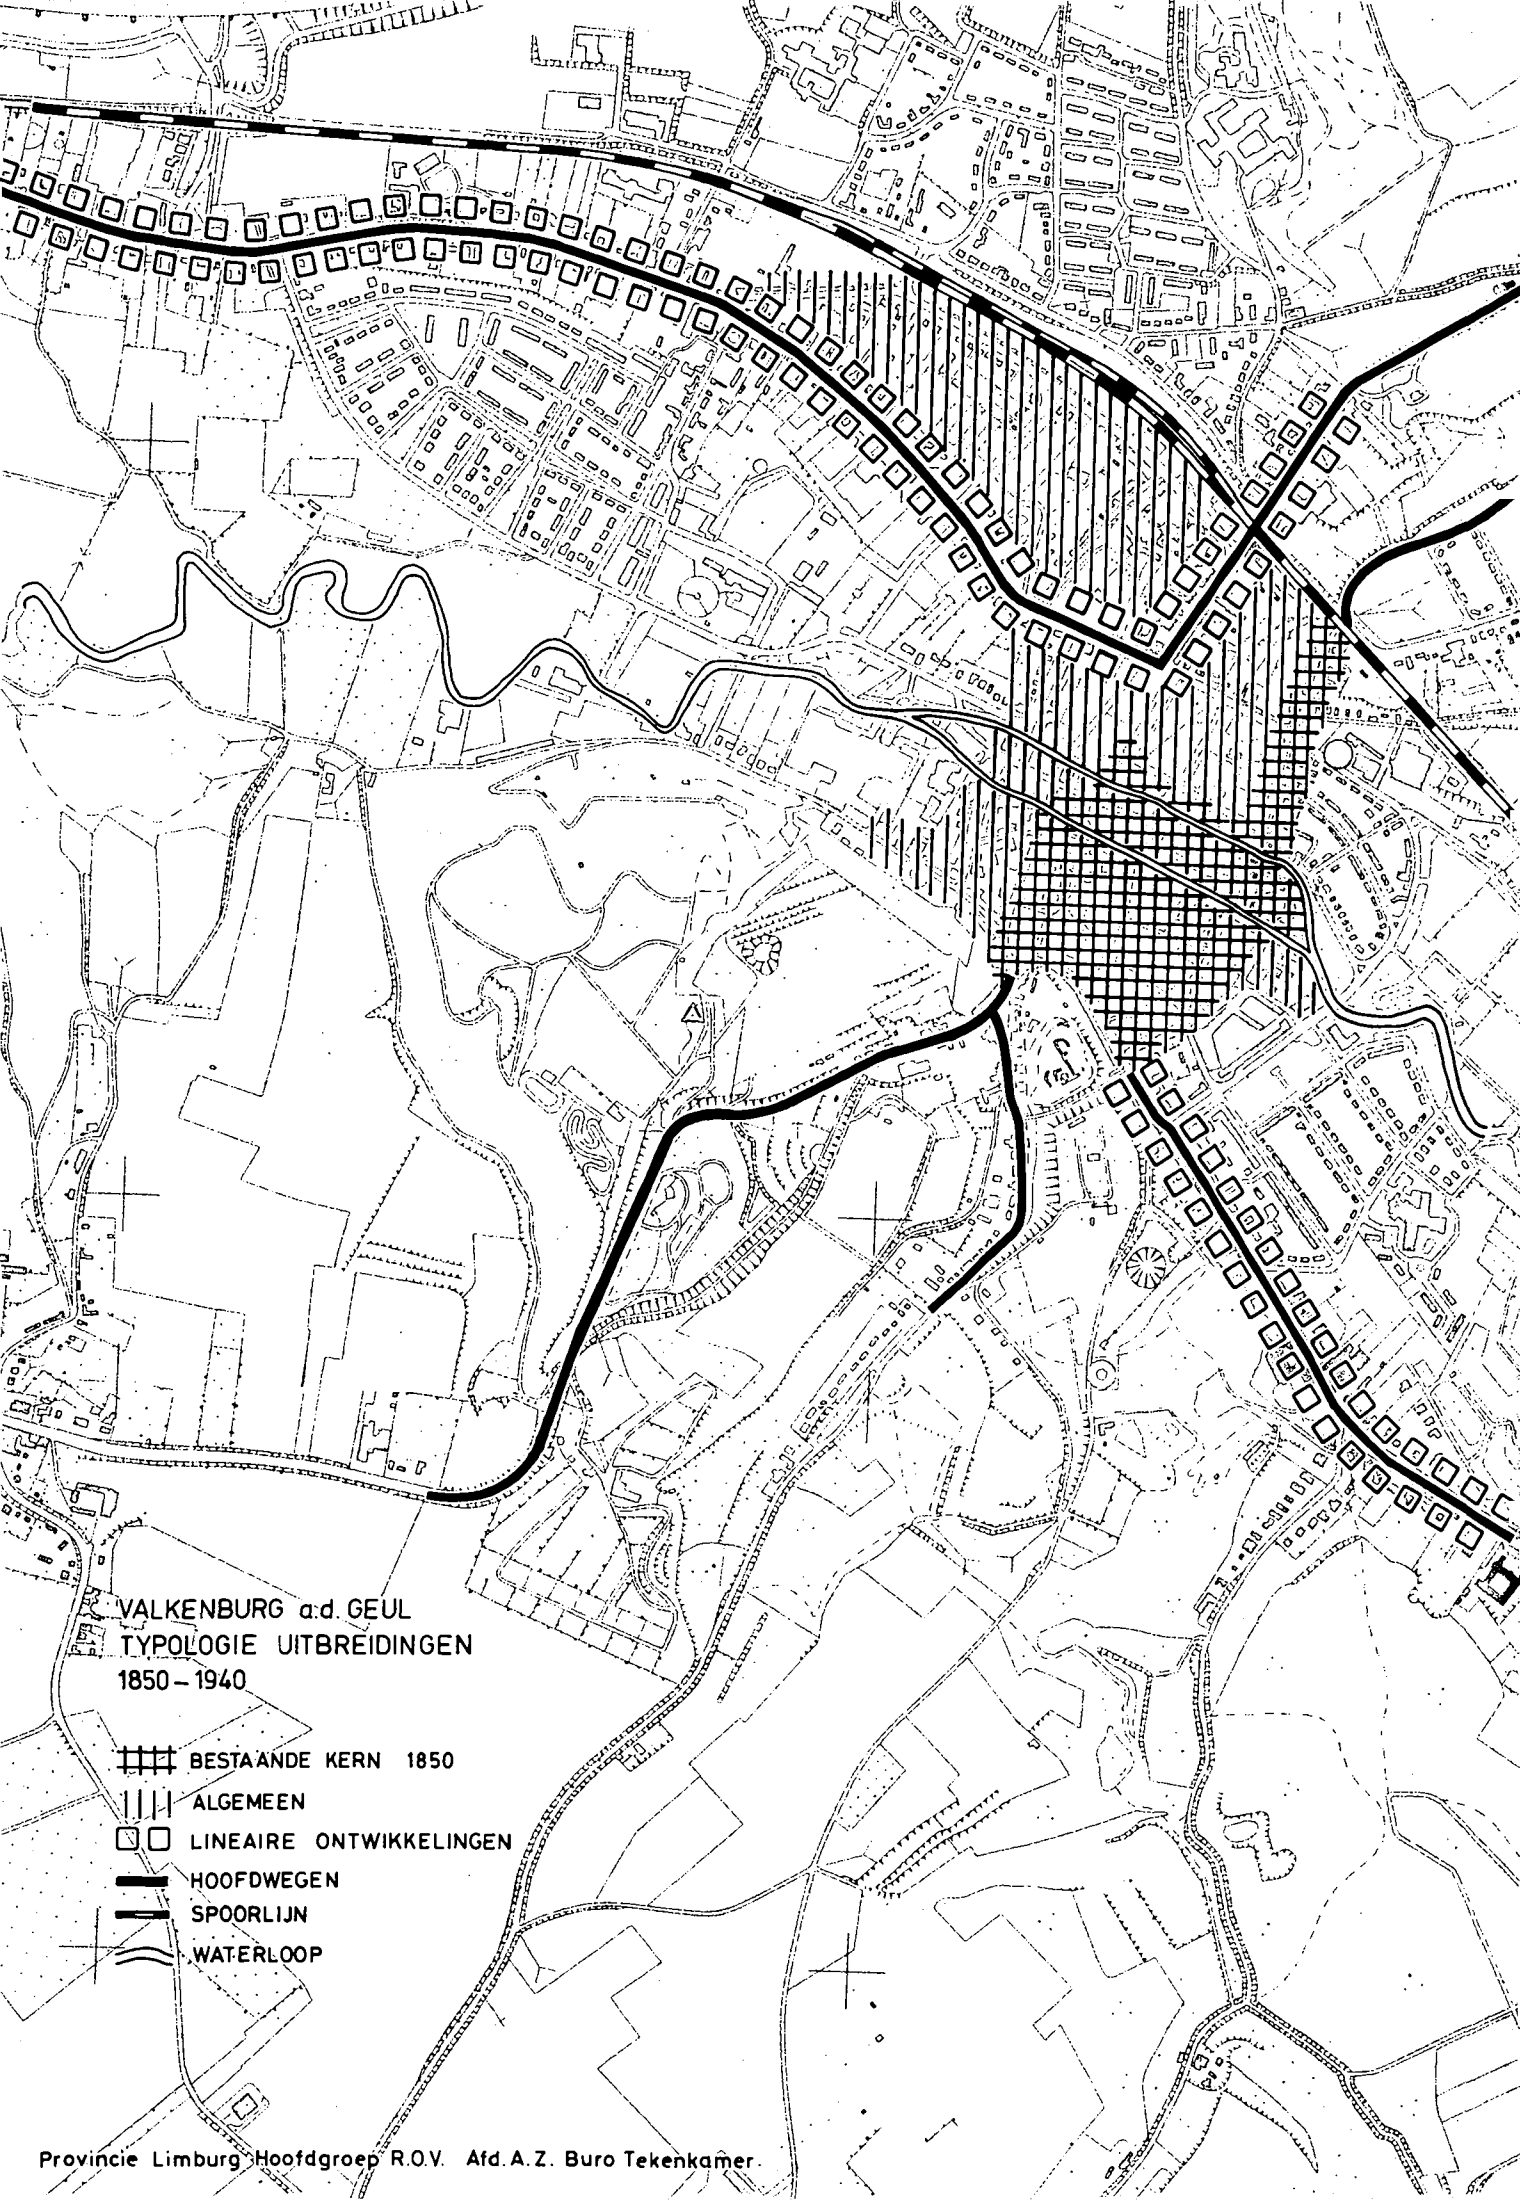 VALKENBURG a.d. GEUL
TYPOLOGIE UITBREIDINGEN
1850-1940
BESTAANDE KERN 1850
ALGEMEEN
LINEAIRE ONTWIKKELINGEN
HOOFDWEGEN
SPOORLIJN
WATERLOOP
Provincie Limburg Hoofdgroep R.O.V. Afd. A.Z. Buro Tekenkamer.